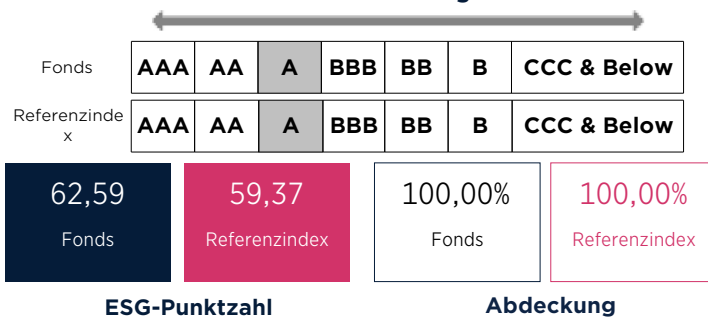 Fonds AAA AA A BBB BB B CCC & Below
Referenzinde
x
AAA AA A BBB BB B CCC & Below
62,59 59,37 100,00% 100,00%
Fonds Referenzindex Fonds Referenzindex
ESG-Punktzahl Abdeckung